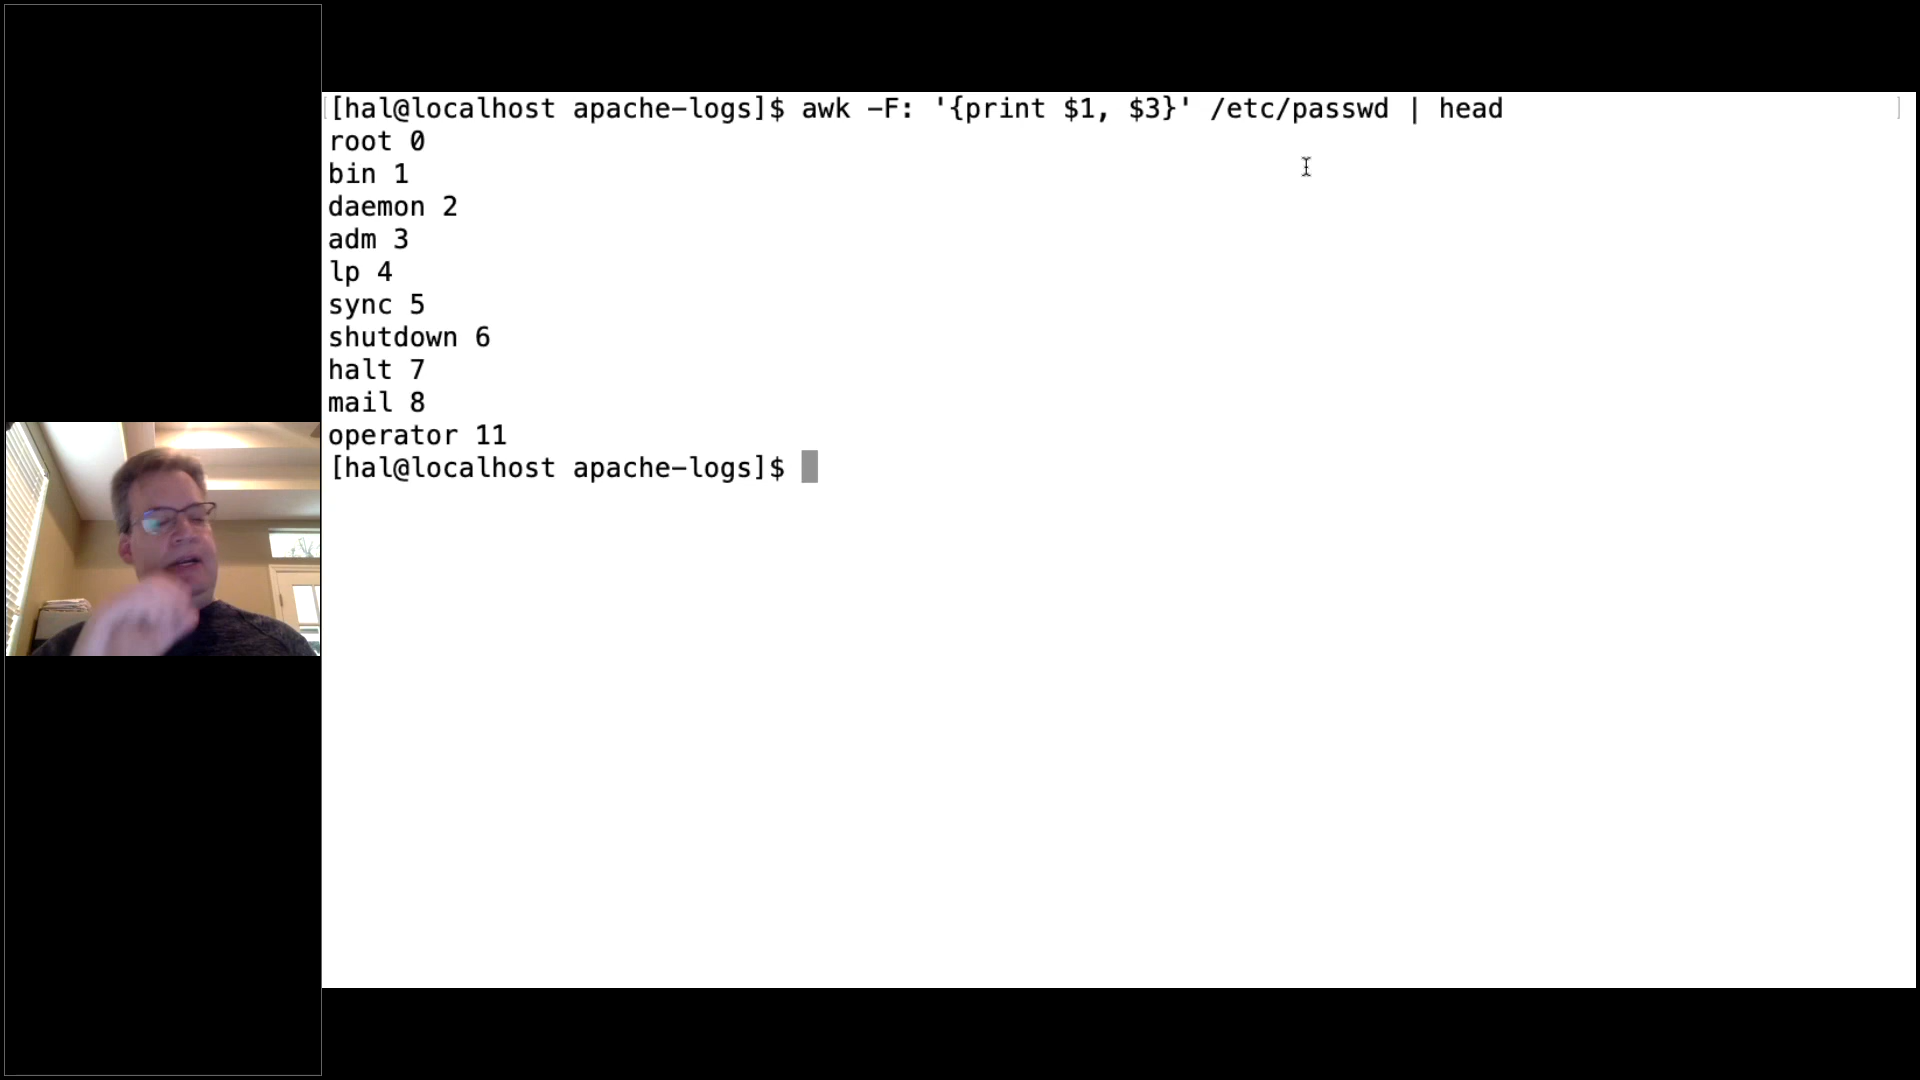 [hal@localhost apache-logs]$ awk -F: '{print $1, $3}' /etc/passwd | head
root 0
bin 1
daemon 2
adm 3
lp 4
sync 5
shutdown 6
halt 7
mail 8
operator 11
[hal@localhost apache-logs]$